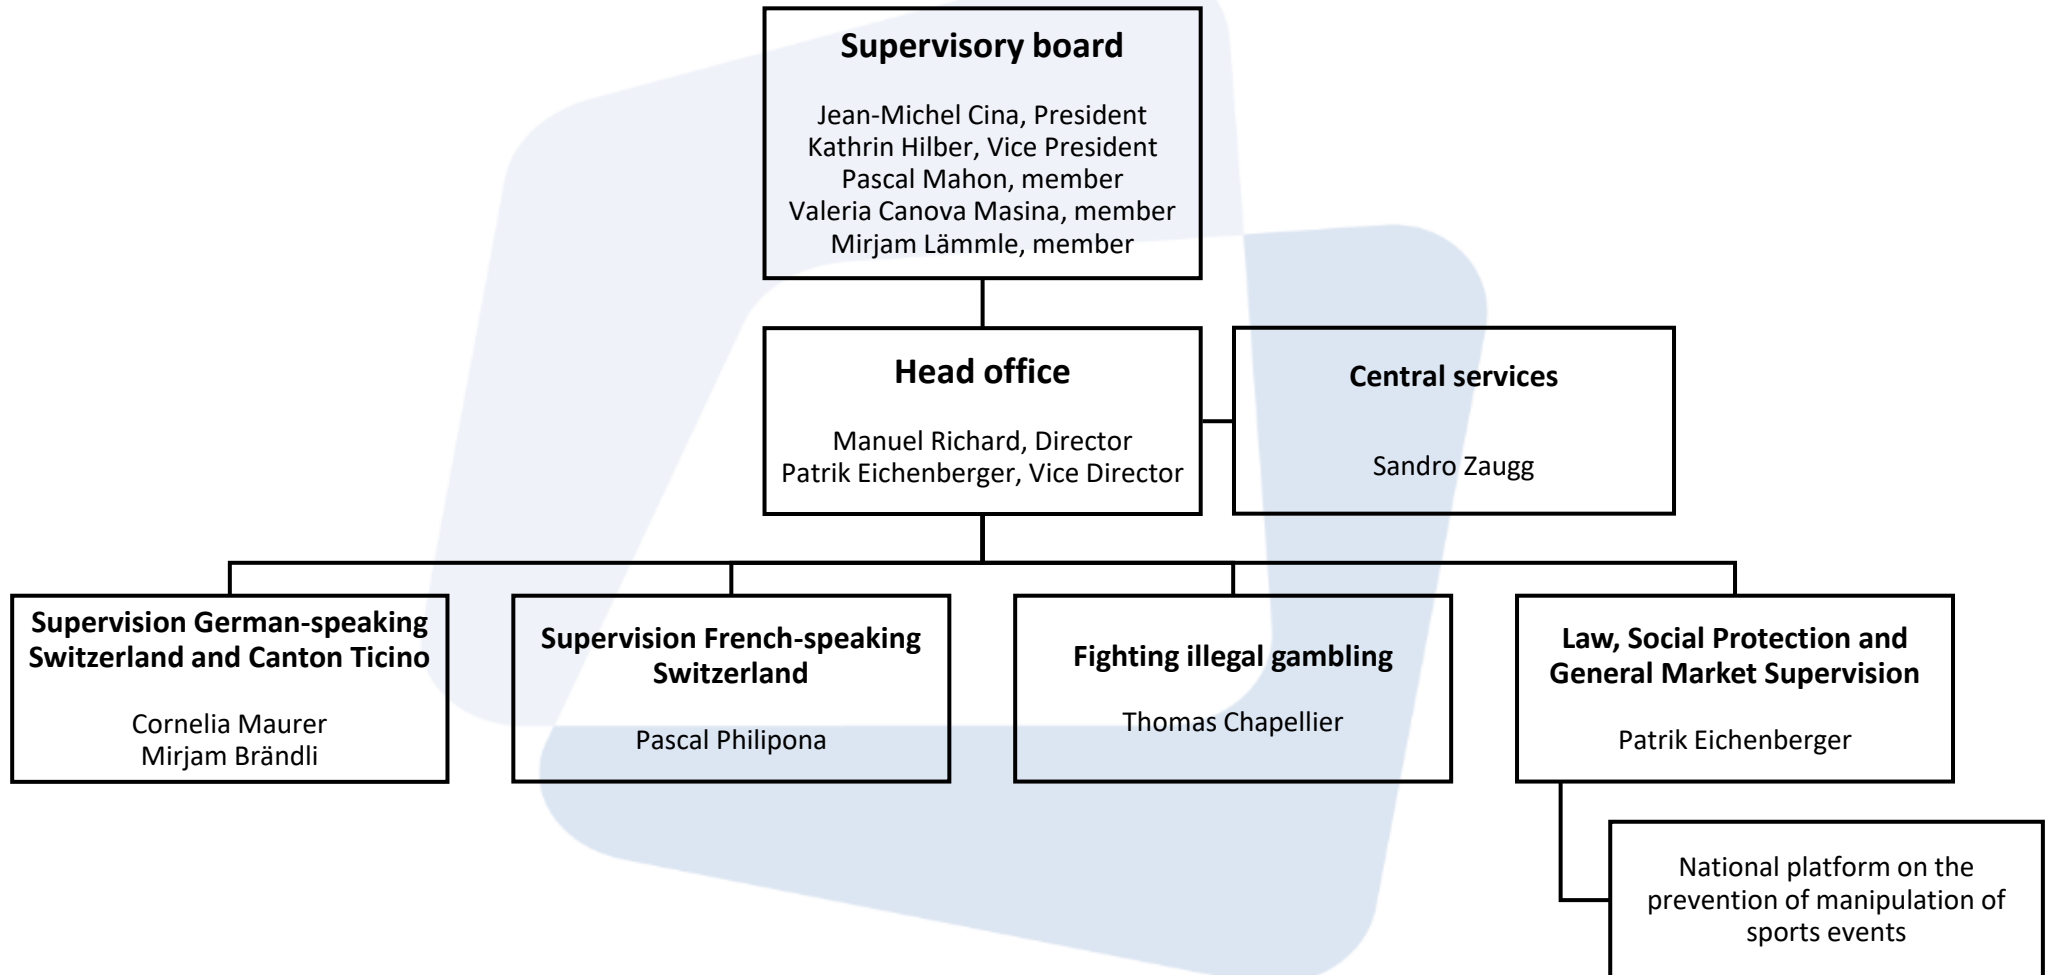 Supervisory board
Jean-Michel Cina, President
Kathrin Hilber, Vice President
Pascal Mahon, member
Valeria Canova Masina, member
Mirjam Lämmle, member
Head office
Manuel Richard, Director
Patrik Eichenberger, Vice Director
Central services
Sandro Zaugg
Supervision German-speaking
Switzerland and Canton Ticino
Cornelia Maurer
Mirjam Brändli
Supervision French-speaking
Switzerland
Pascal Philipona
Fighting illegal gambling
Thomas Chapellier
Law, Social Protection and
General Market Supervision
Patrik Eichenberger
National platform on the
prevention of manipulation of
sports events